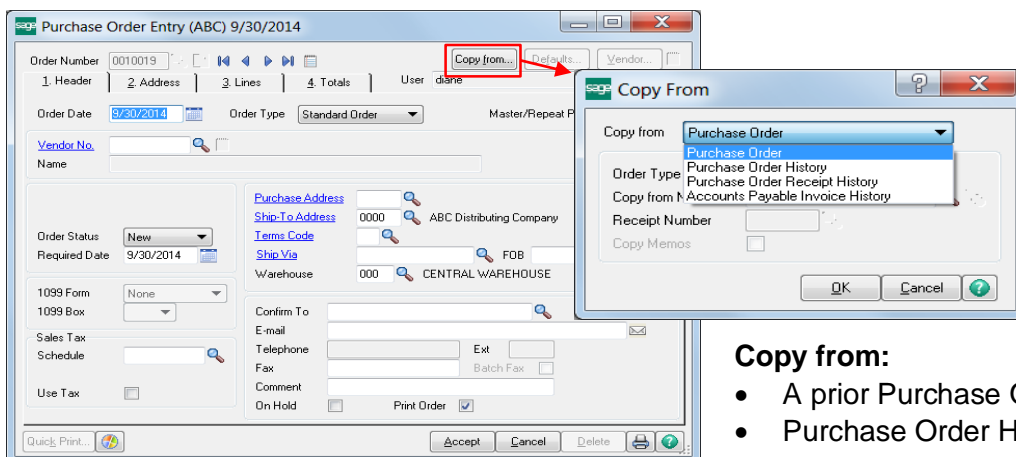 sage Purchase Order Entry (ABC) 9/30/2014
Order Number 0010019 Copy from... Defaults... Vendor...
1. Header 2. Address 3. Lines 4. Totals User diane
Order Date 9/30/2014 Order Type Standard Order Master/Repeat P
Vendor No.
Name
Purchase Address
Ship-To Address 0000 ABC Distributing Company
Order Status New Terms Code
Required Date 9/30/2014 Ship Via FOB
Warehouse 000 CENTRAL WAREHOUSE
1099 Form None
1099 Box Confirm To
E-mail
Sales Tax
Schedule Telephone Ext
Fax Batch Fax
Use Tax Comment
On Hold Print Order
Quick Print... Accept Cancel Delete
sage Copy From
Copy from Purchase Order
Purchase Order
Purchase Order History
Order Type Purchase Order Receipt History
Copy from N Accounts Payable Invoice History
Receipt Number
Copy Memos
OK Cancel
Copy from:
• A prior Purchase
• Purchase Order H